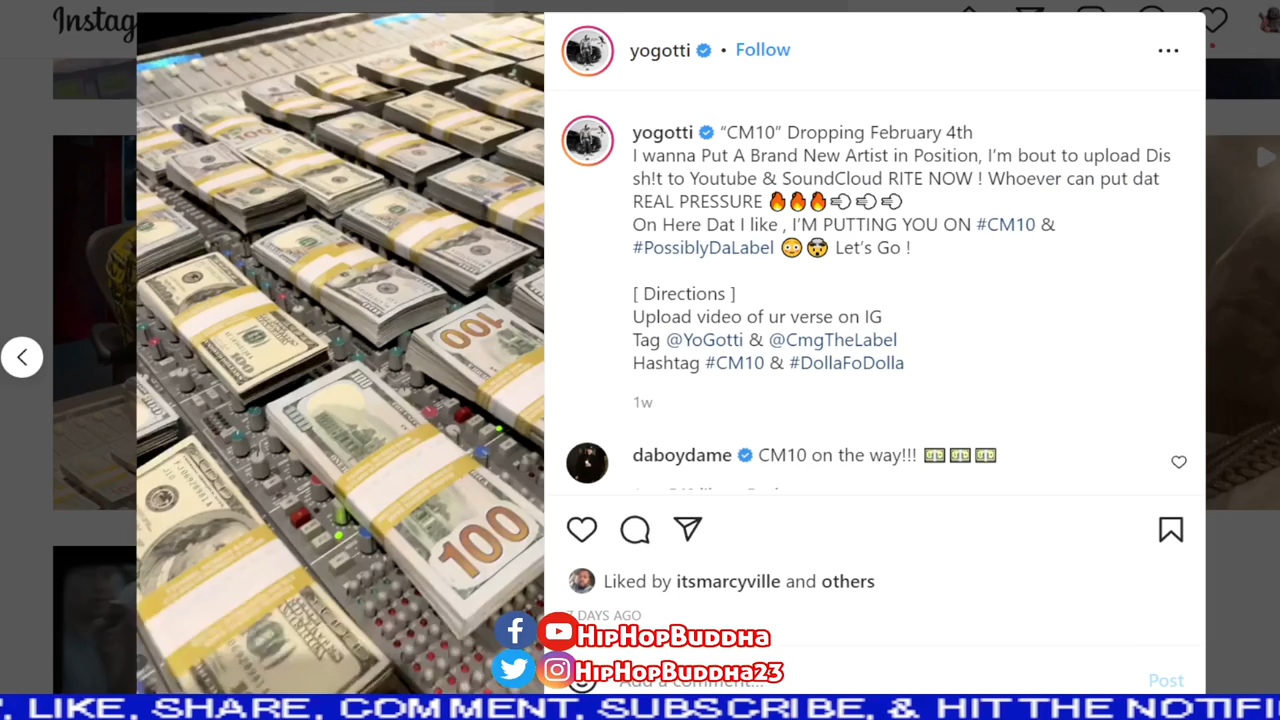 Instag
yogotti • Follow
yogotti “CM10” Dropping February 4th
I wanna Put A Brand New Artist in Position, I’m bout to upload Dis
sh!t to Youtube & SoundCloud RITE NOW ! Whoever can put dat
REAL PRESSURE 🔥🔥🔥💨💨💨
On Here Dat I like , I’M PUTTING YOU ON #CM10 &
#PossiblyDaLabel 😳🤯 Let’s Go !
[ Directions ]
Upload video of ur verse on IG
Tag @YoGotti & @CmgTheLabel
Hashtag #CM10 & #DollaFoDolla
1w
daboydame CM10 on the way!!! 💵💵💵
Liked by itsmarcyville and others
7 DAYS AGO
HipHopBuddha
HipHopBuddha23
Add a comment...
Post
, LIKE, SHARE, COMMENT, SUBSCRIBE, & HIT THE NOTIFI
100
100
100